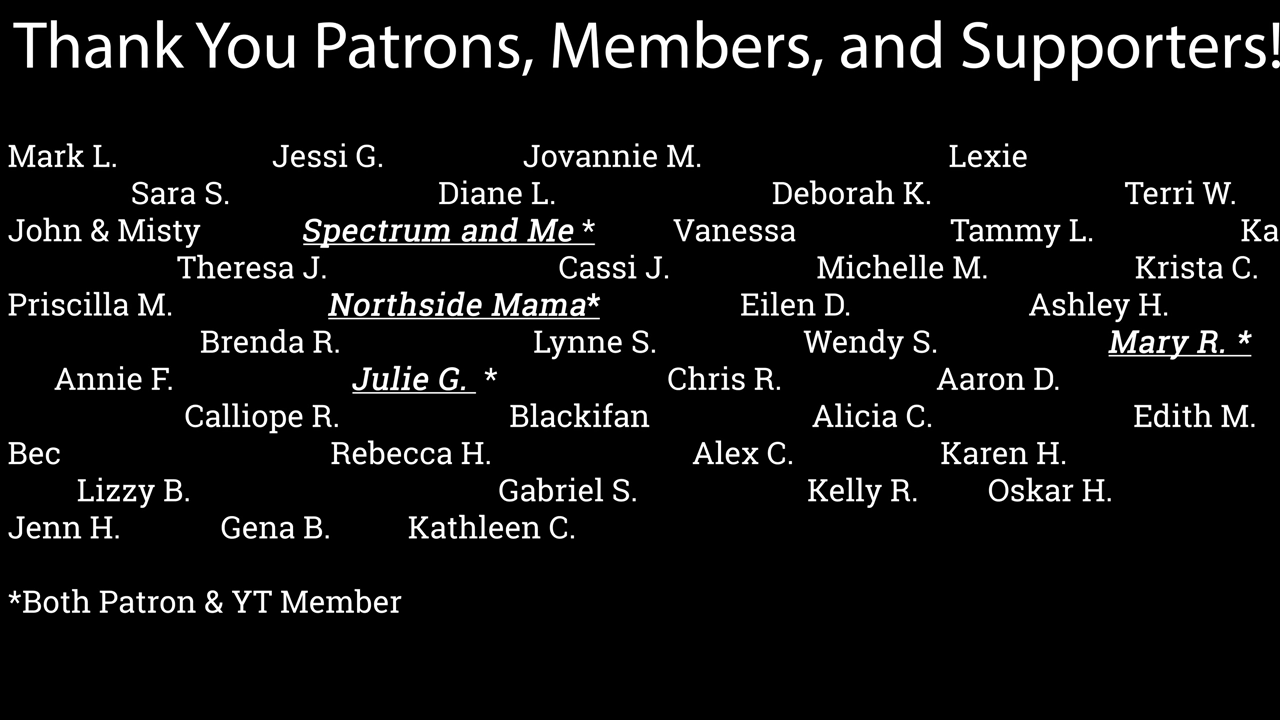 Thank You Patrons, Members, and Supporters!
Mark L. Jessi G. Jovannie M. Lexie
Sara S. Diane L. Deborah K. Terri W.
John & Misty Spectrum and Me * Vanessa Tammy L. Ka
Theresa J. Cassi J. Michelle M. Krista C.
Priscilla M. Northside Mama* Eilen D. Ashley H.
Brenda R. Lynne S. Wendy S. Mary R. *
Annie F. Julie G. * Chris R. Aaron D.
Calliope R. Blackifan Alicia C. Edith M.
Bec Rebecca H. Alex C. Karen H.
Lizzy B. Gabriel S. Kelly R. Oskar H.
Jenn H. Gena B. Kathleen C.
*Both Patron & YT Member